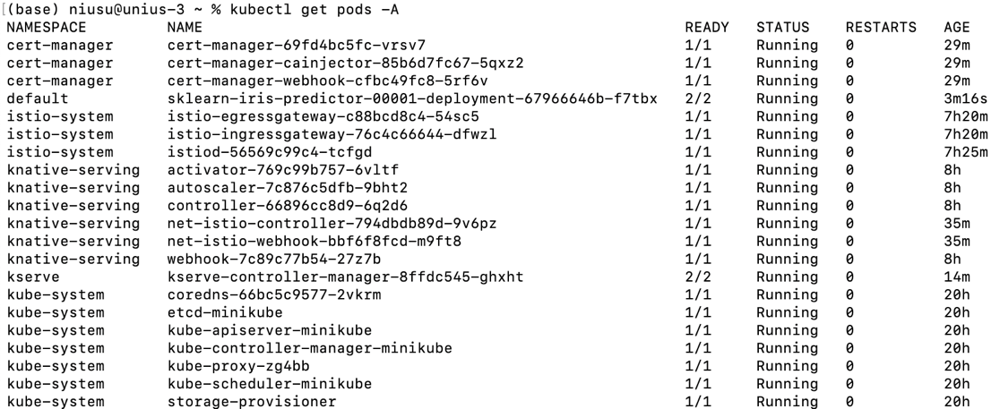 [(base) niusu@unius-3 ~ % kubectl get pods -A
NAMESPACE NAME READY STATUS RESTARTS AGE
cert-manager cert-manager-69fd4bc5fc-vrsv7 1/1 Running 0 29m
cert-manager cert-manager-cainjector-85b6d7fc67-5qxz2 1/1 Running 0 29m
cert-manager cert-manager-webhook-cfbc49fc8-5rf6v 1/1 Running 0 29m
default sklearn-iris-predictor-00001-deployment-67966646b-f7tbx 2/2 Running 0 3m16s
istio-system istio-egressgateway-c88bcd8c4-54sc5 1/1 Running 0 7h20m
istio-system istio-ingressgateway-76c4c66644-dfwzl 1/1 Running 0 7h20m
istio-system istiod-56569c99c4-tcfgd 1/1 Running 0 7h25m
knative-serving activator-769c99b757-6vltf 1/1 Running 0 8h
knative-serving autoscaler-7c876c5dfb-9bht2 1/1 Running 0 8h
knative-serving controller-66896cc8d9-6q2d6 1/1 Running 0 8h
knative-serving net-istio-controller-794dbdb89d-9v6pz 1/1 Running 0 35m
knative-serving net-istio-webhook-bbf6f8fcd-m9ft8 1/1 Running 0 35m
knative-serving webhook-7c89c77b54-27z7b 1/1 Running 0 8h
kserve kserve-controller-manager-8ffdc545-ghxht 2/2 Running 0 14m
kube-system coredns-66bc5c9577-2vkrm 1/1 Running 0 20h
kube-system etcd-minikube 1/1 Running 0 20h
kube-system kube-apiserver-minikube 1/1 Running 0 20h
kube-system kube-controller-manager-minikube 1/1 Running 0 20h
kube-system kube-proxy-zg4bb 1/1 Running 0 20h
kube-system kube-scheduler-minikube 1/1 Running 0 20h
kube-system storage-provisioner 1/1 Running 0 20h